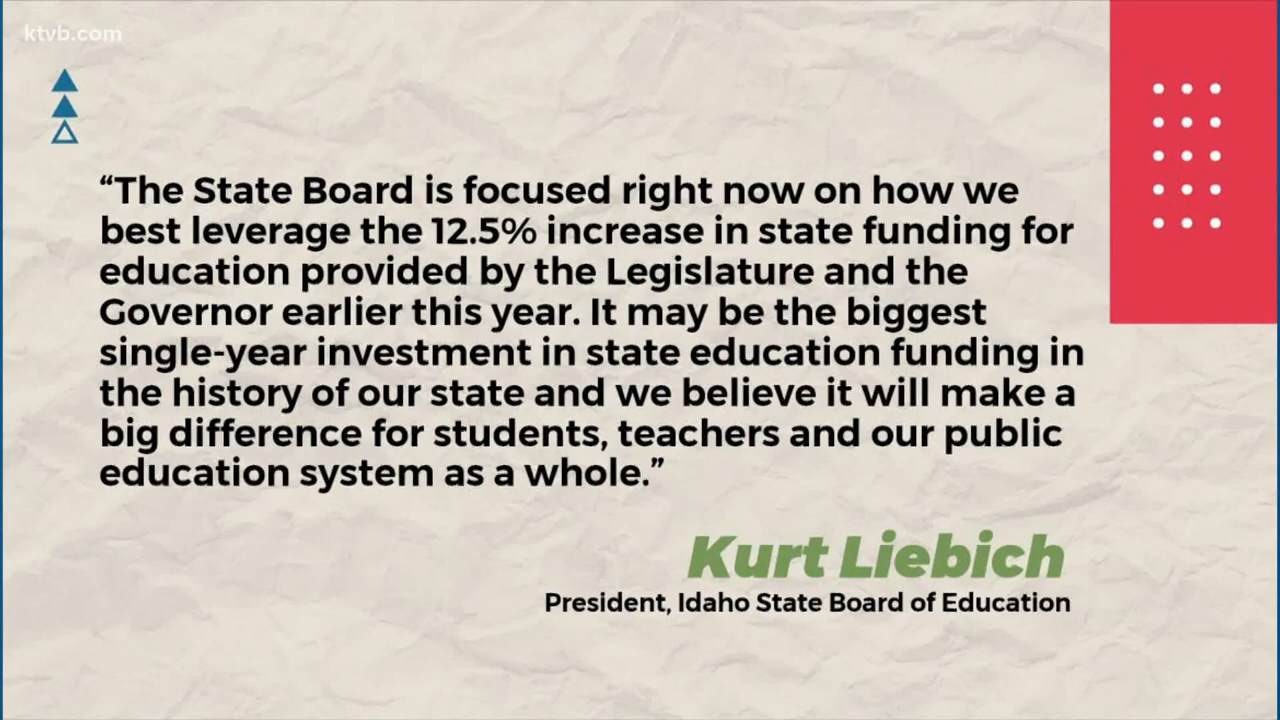 ktvb.com
“The State Board is focused right now on how we
best leverage the 12.5% increase in state funding for
education provided by the Legislature and the
Governor earlier this year. It may be the biggest
single-year investment in state education funding in
the history of our state and we believe it will make a
big difference for students, teachers and our public
education system as a whole.”
Kurt Liebich
President, Idaho State Board of Education